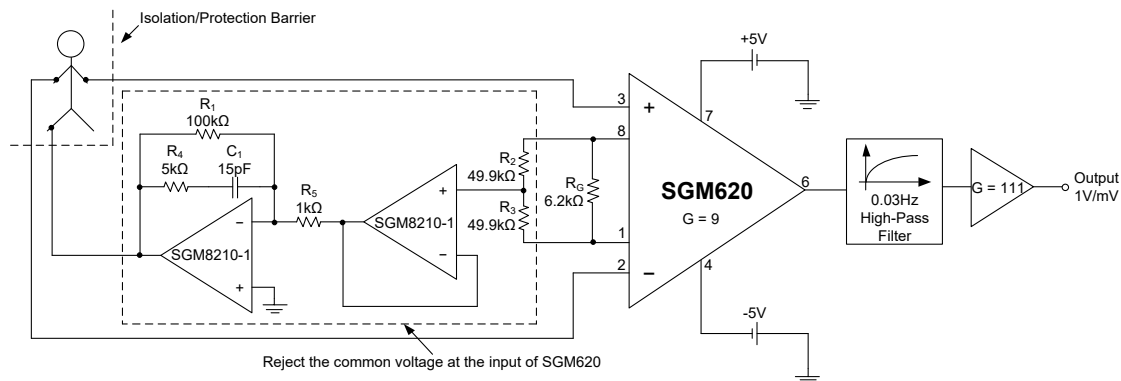 Isolation/Protection Barrier
R1
100kΩ
R4
5kΩ
C1
15pF
R5
1kΩ
−
SGM8210-1
+
+
SGM8210-1
−
R2
49.9kΩ
R3
49.9kΩ
RG
6.2kΩ
3
8
1
2
+
−
SGM620
G = 9
7
+5V
4
-5V
6
0.03Hz
High-Pass
Filter
G = 111
Output
1V/mV
Reject the common voltage at the input of SGM620